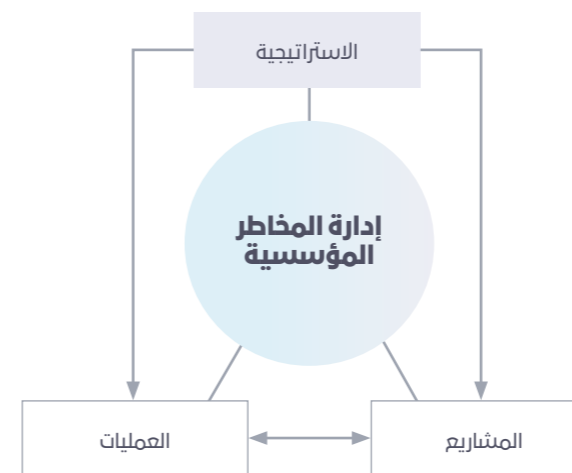 الاستراتيجية
إدارة المخاطر
المؤسسية
المشاريع
العمليات